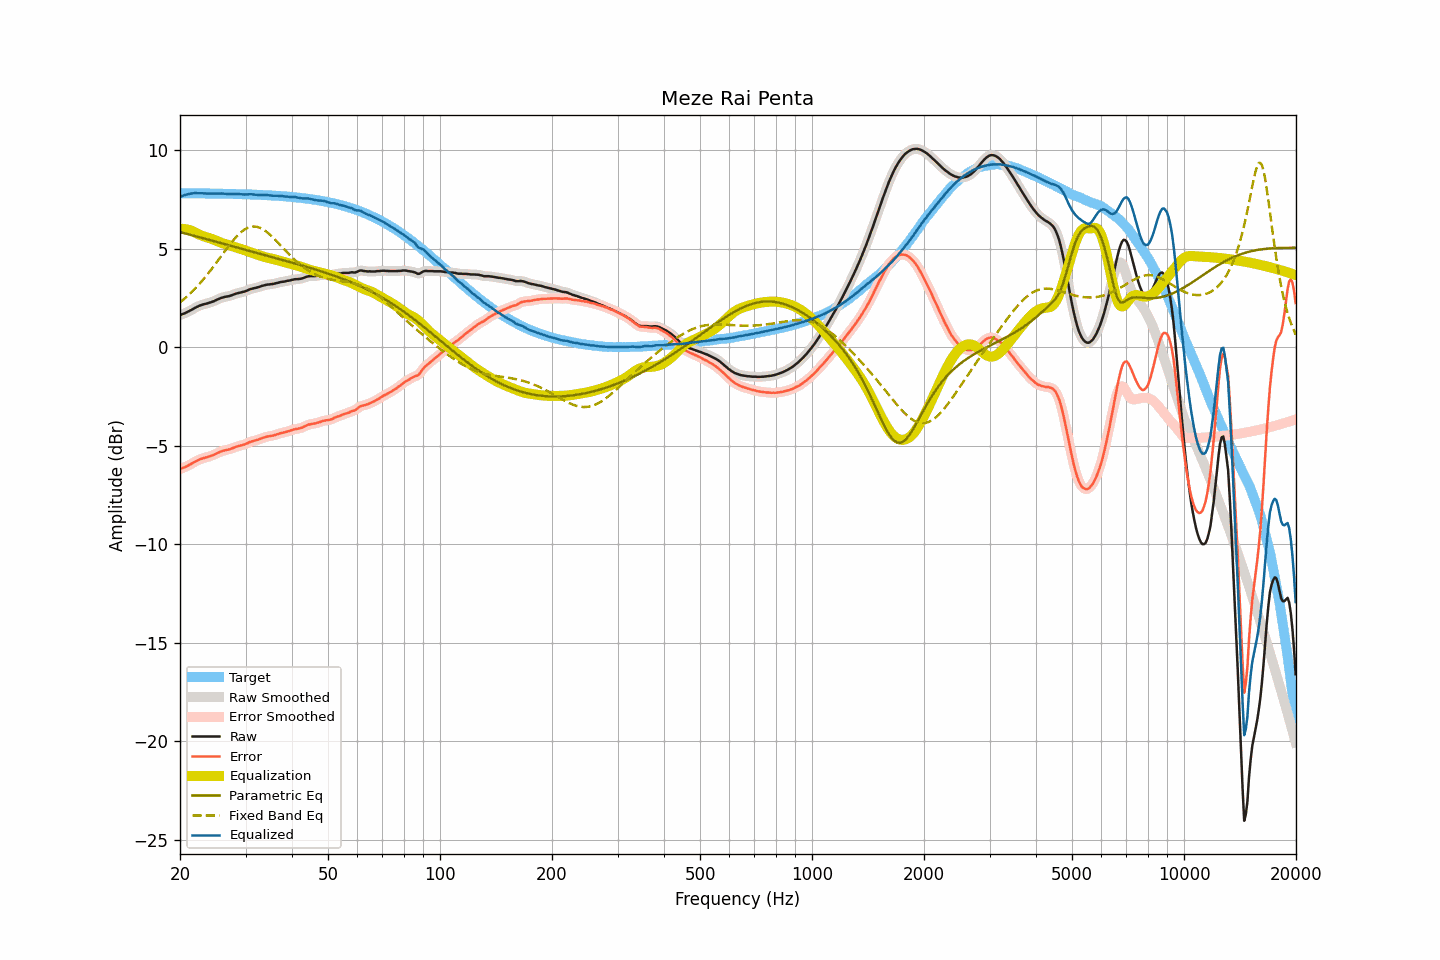 Meze Rai Penta
Amplitude (dBr)
10
5
0
−5
−10
−15
−20
−25
Target
Raw Smoothed
Error Smoothed
Raw
Error
Equalization
Parametric Eq
Fixed Band Eq
Equalized
20 50 100 200 500 1000 2000 5000 10000 20000
Frequency (Hz)